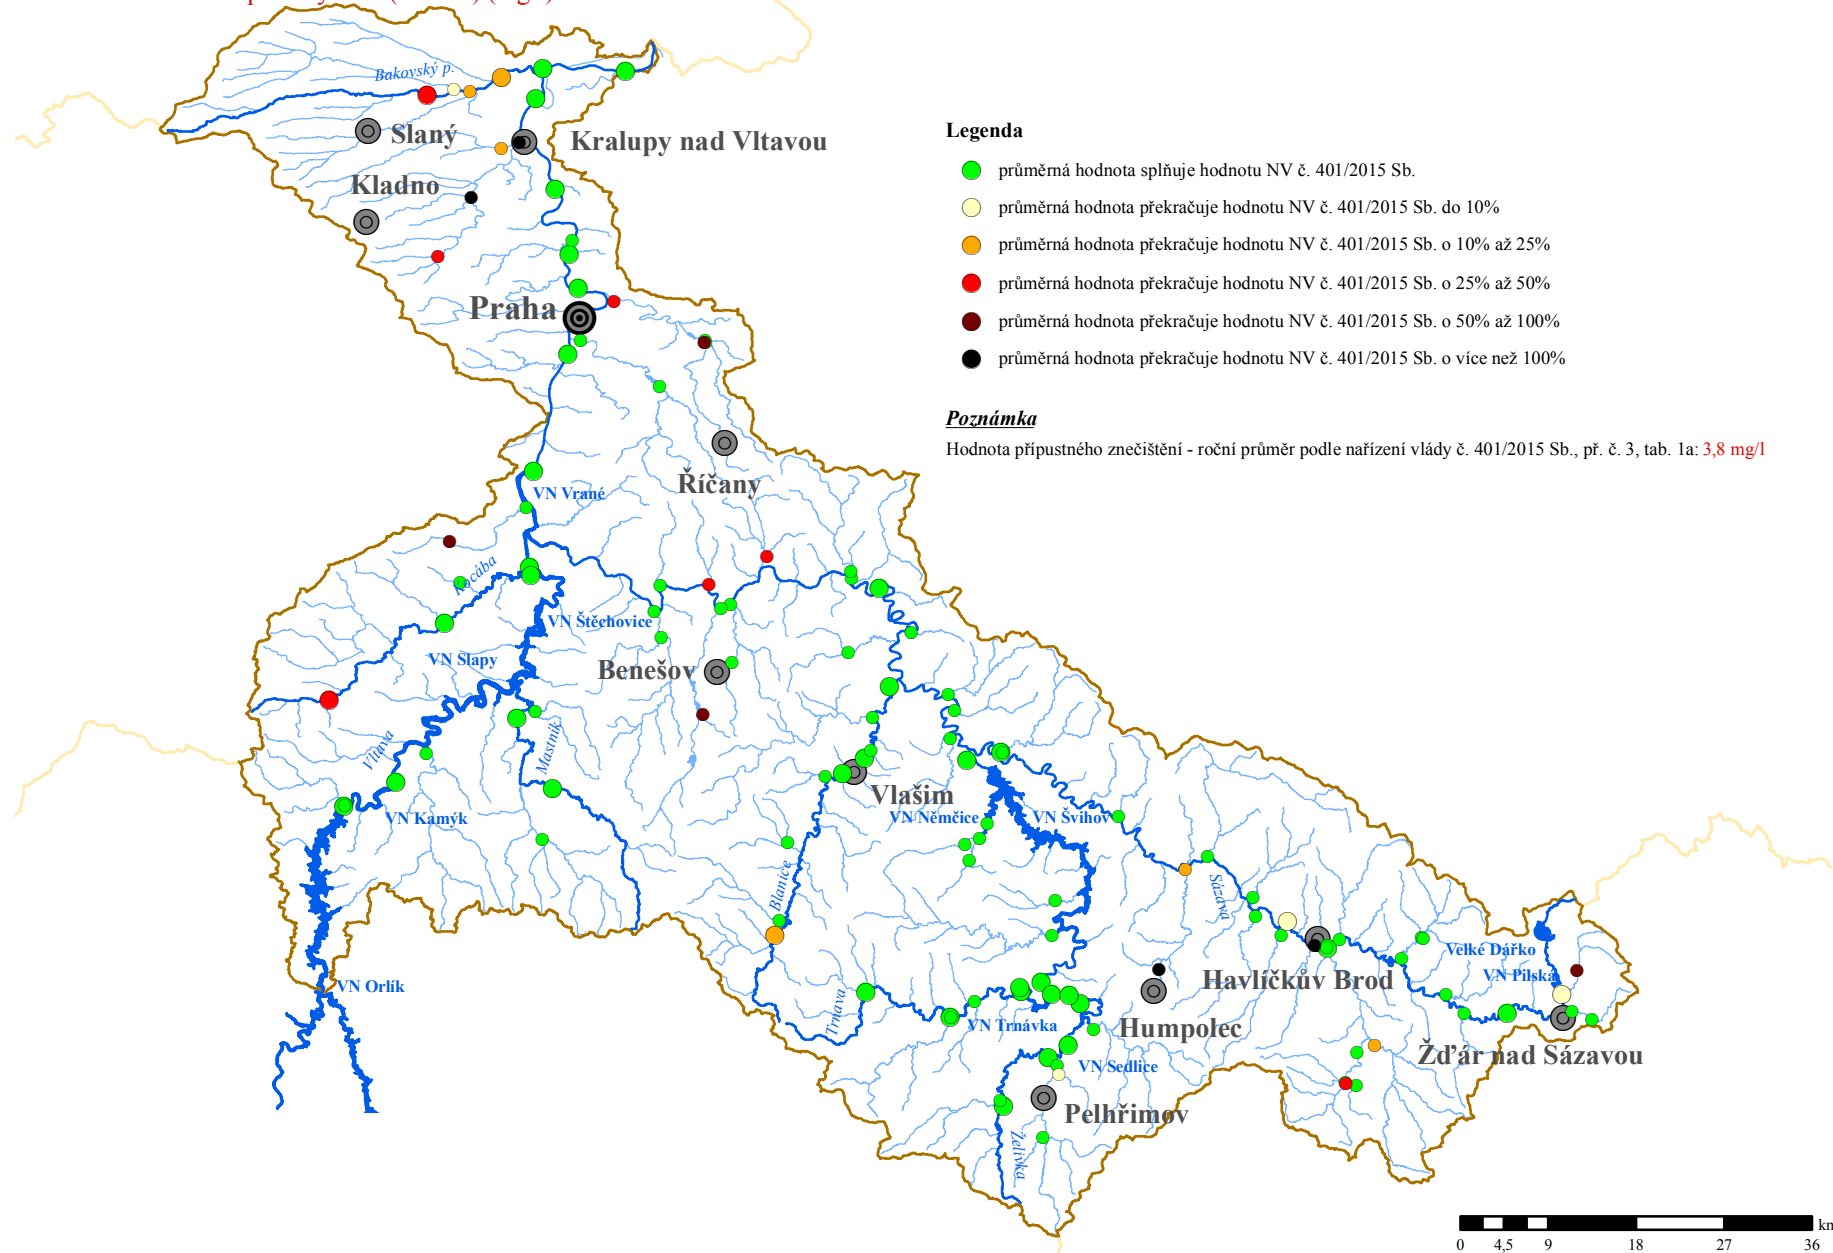 Bakovský p.
Slaný
Kralupy nad Vltavou
Kladno
Praha
Říčany
VN Vrané
Kocába
VN Štěchovice
VN Slapy
Benešov
Mastník
Vltava
VN Kamýk
Vlašim
VN Němčice
VN Švihov
Blanice
Sázava
VN Orlík
Trnava
VN Trnávka
Havlíčkův Brod
Velké Dářko
VN Pilská
Humpolec
Žďár nad Sázavou
VN Sedlice
Pelhřimov
Želivka
Legenda
průměrná hodnota splňuje hodnotu NV č. 401/2015 Sb.
průměrná hodnota překračuje hodnotu NV č. 401/2015 Sb. do 10%
průměrná hodnota překračuje hodnotu NV č. 401/2015 Sb. o 10% až 25%
průměrná hodnota překračuje hodnotu NV č. 401/2015 Sb. o 25% až 50%
průměrná hodnota překračuje hodnotu NV č. 401/2015 Sb. o 50% až 100%
průměrná hodnota překračuje hodnotu NV č. 401/2015 Sb. o více než 100%
Poznámka
Hodnota přípustného znečištění - roční průměr podle nařízení vlády č. 401/2015 Sb., př. č. 3, tab. 1a: 3,8 mg/l
km
0 4,5 9 18 27 36